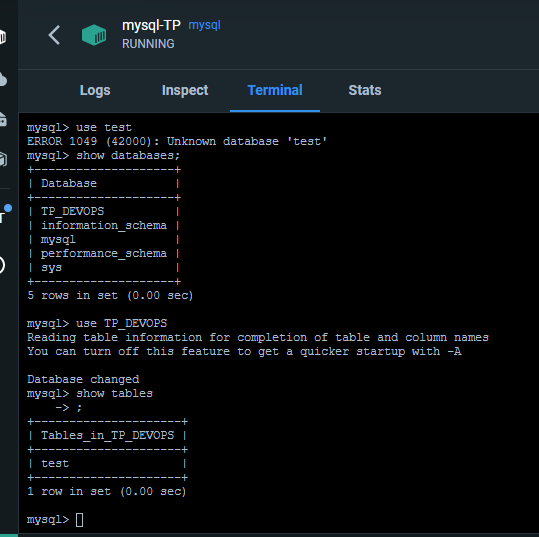 mysql-TP mysql
RUNNING
Logs Inspect Terminal Stats
mysql> use test
ERROR 1049 (42000): Unknown database 'test'
mysql> show databases;
+--------------------+
| Database           |
+--------------------+
| TP_DEVOPS          |
| information_schema |
| mysql              |
| performance_schema |
| sys                |
+--------------------+
5 rows in set (0.00 sec)
mysql> use TP_DEVOPS
Reading table information for completion of table and column names
You can turn off this feature to get a quicker startup with -A
Database changed
mysql> show tables
    -> ;
+---------------------+
| Tables_in_TP_DEVOPS |
+---------------------+
| test                |
+---------------------+
1 row in set (0.00 sec)
mysql>